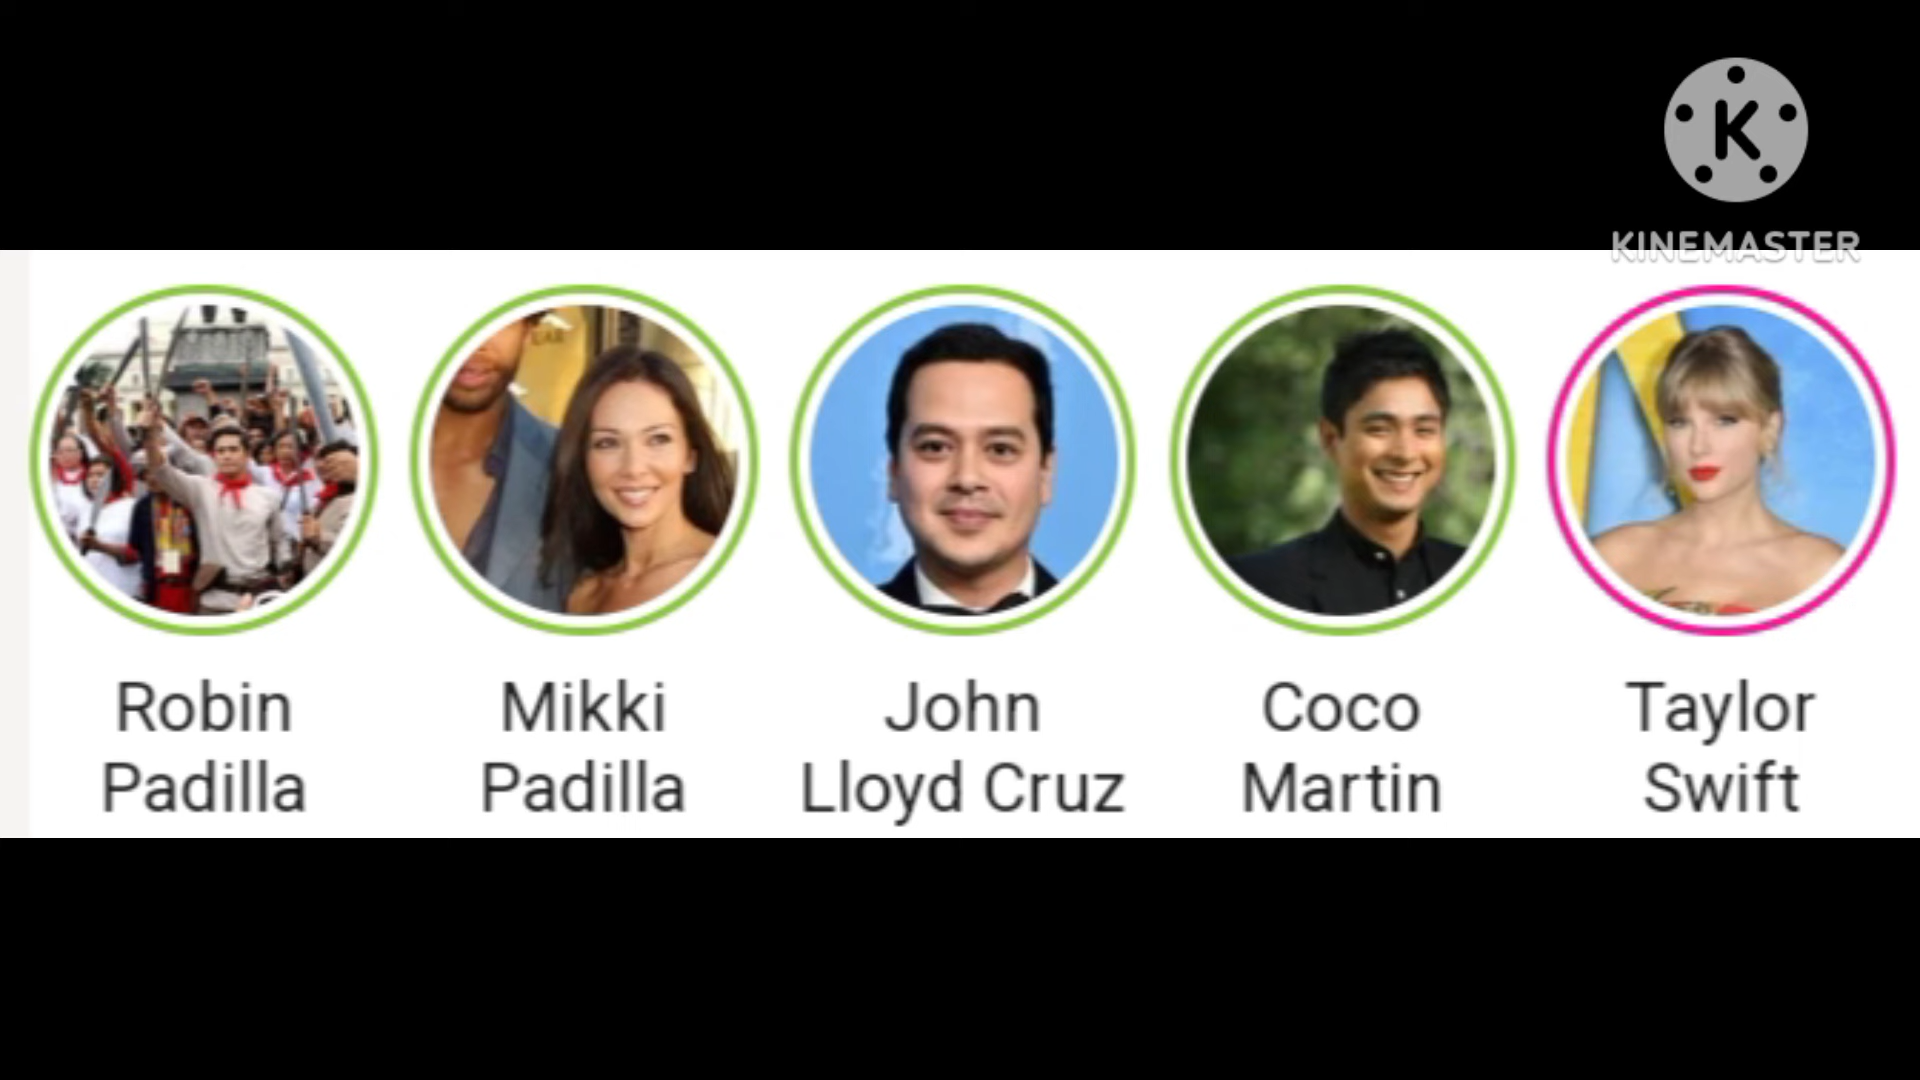 K
KINEMASTER
Robin
Padilla
Mikki
Padilla
John
Lloyd Cruz
Coco
Martin
Taylor
Swift